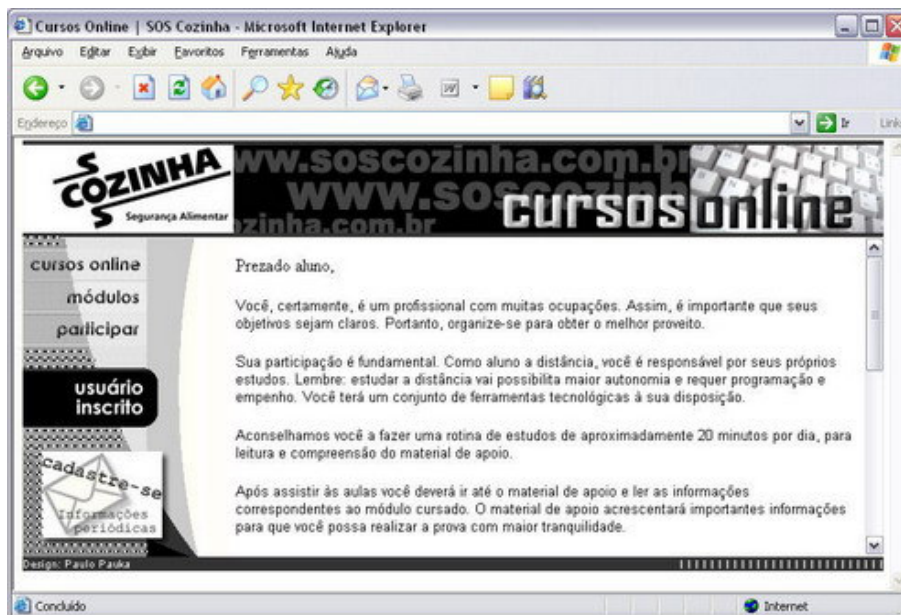 Cursos Online | SOS Cozinha - Microsoft Internet Explorer
Arquivo Editar Exibir Favoritos Ferramentas Ajuda
Endereço Ir Link
SOS
COZINHA
Segurança Alimentar
www.soscozinha.com.br
www.soscozinh
ozinha.com.br
cursos online
cursos online
módulos
participar
usuário
inscrito
cadastre-se
Informações
periódicas
Prezado aluno,
Você, certamente, é um profissional com muitas ocupações. Assim, é importante que seus
objetivos sejam claros. Portanto, organize-se para obter o melhor proveito.
Sua participação é fundamental. Como aluno a distância, você é responsável por seus próprios
estudos. Lembre: estudar a distância vai possibilita maior autonomia e requer programação e
empenho. Você terá um conjunto de ferramentas tecnológicas à sua disposição.
Aconselhamos você a fazer uma rotina de estudos de aproximadamente 20 minutos por dia, para
leitura e compreensão do material de apoio.
Após assistir às aulas você deverá ir até o material de apoio e ler as informações
correspondentes ao módulo cursado. O material de apoio acrescentará importantes informações
para que você possa realizar a prova com maior tranquilidade.
Design: Paulo Pauka
Concluído Internet